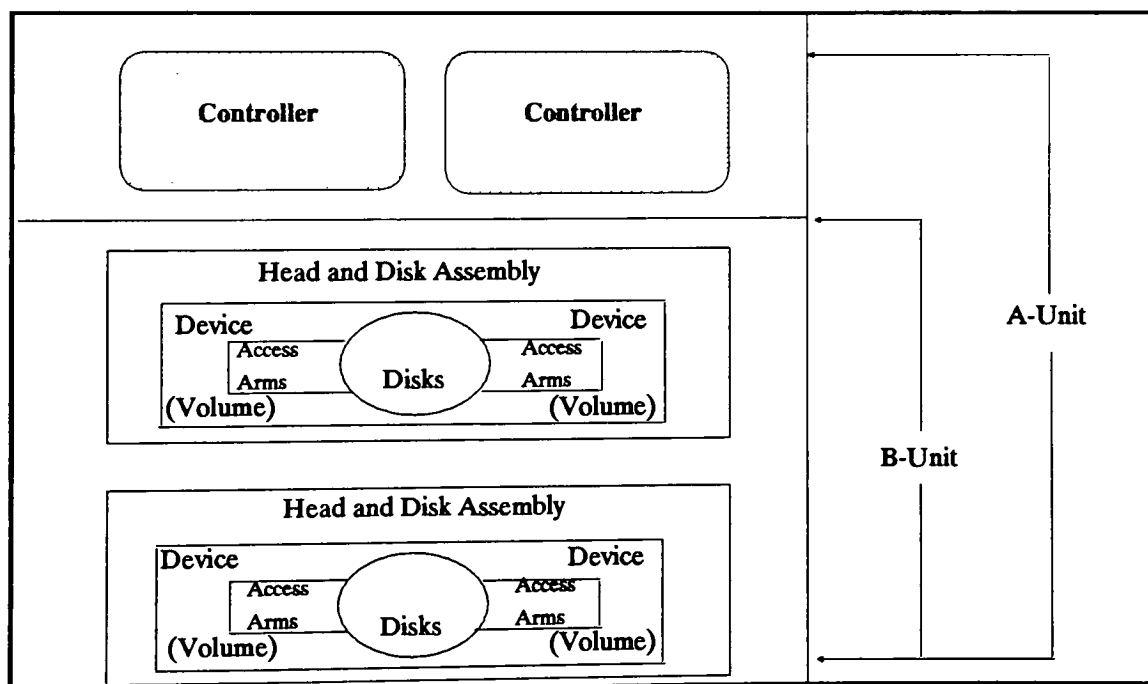 Controller Controller
Head and Disk Assembly
Device Device
Access Access
Arms Disks Arms
(Volume) (Volume)
A-Unit
B-Unit
Head and Disk Assembly
Device Device
Access Access
Arms Disks Arms
(Volume) (Volume)